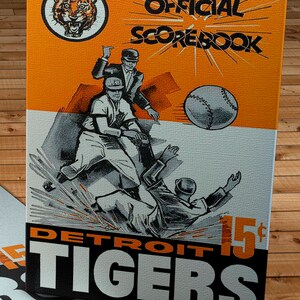 OFFICIAL
SCOREBOOK
15¢
DETROIT
TIGERS